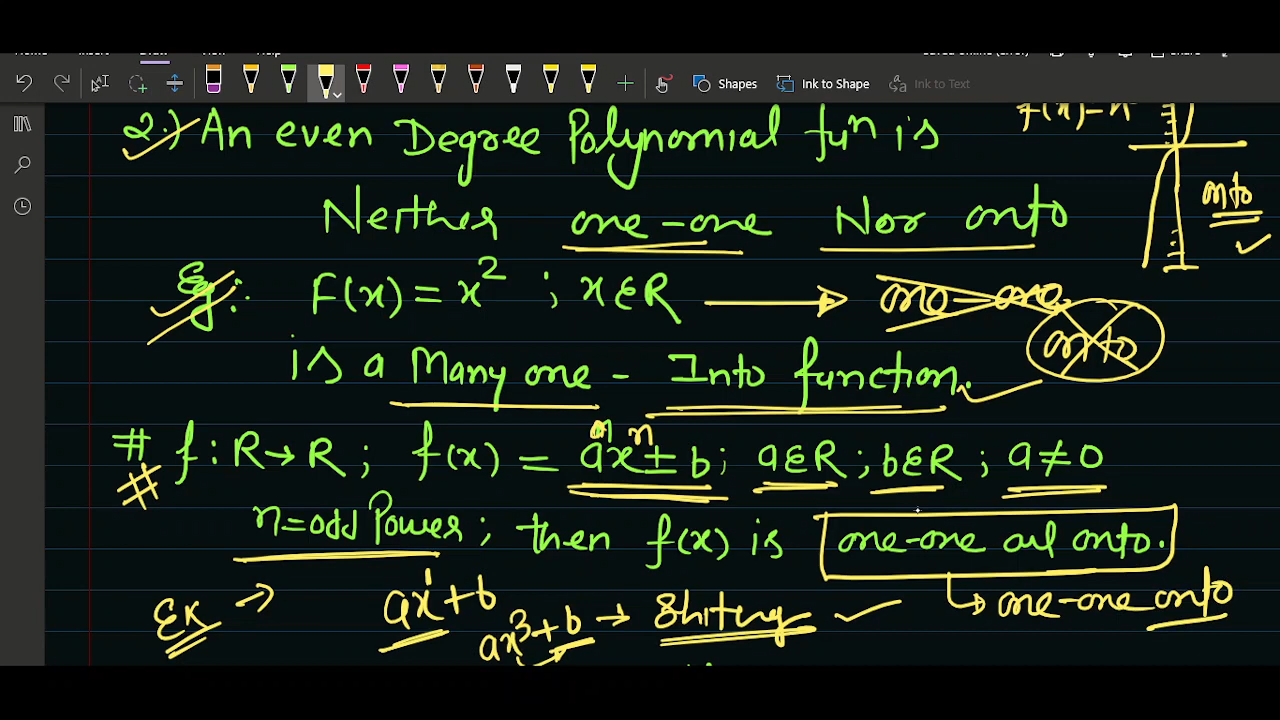 Draw
Shapes
Ink to Shape
Ink to Text
2.) An even Degree Polynomial fuⁿ is
Neither one-one Nor onto
onto
Eg: F(x) = x² ; x∈R → one-one
onto
is a Many one - Into function.
# f : R→R ; f(x) = axⁿ ± b ; a∈R ; b∈R ; a≠0
# n=odd Power ; then f(x) is one-one and onto.
Ex → ax¹+b → one-one onto
ax³+b → Shiting